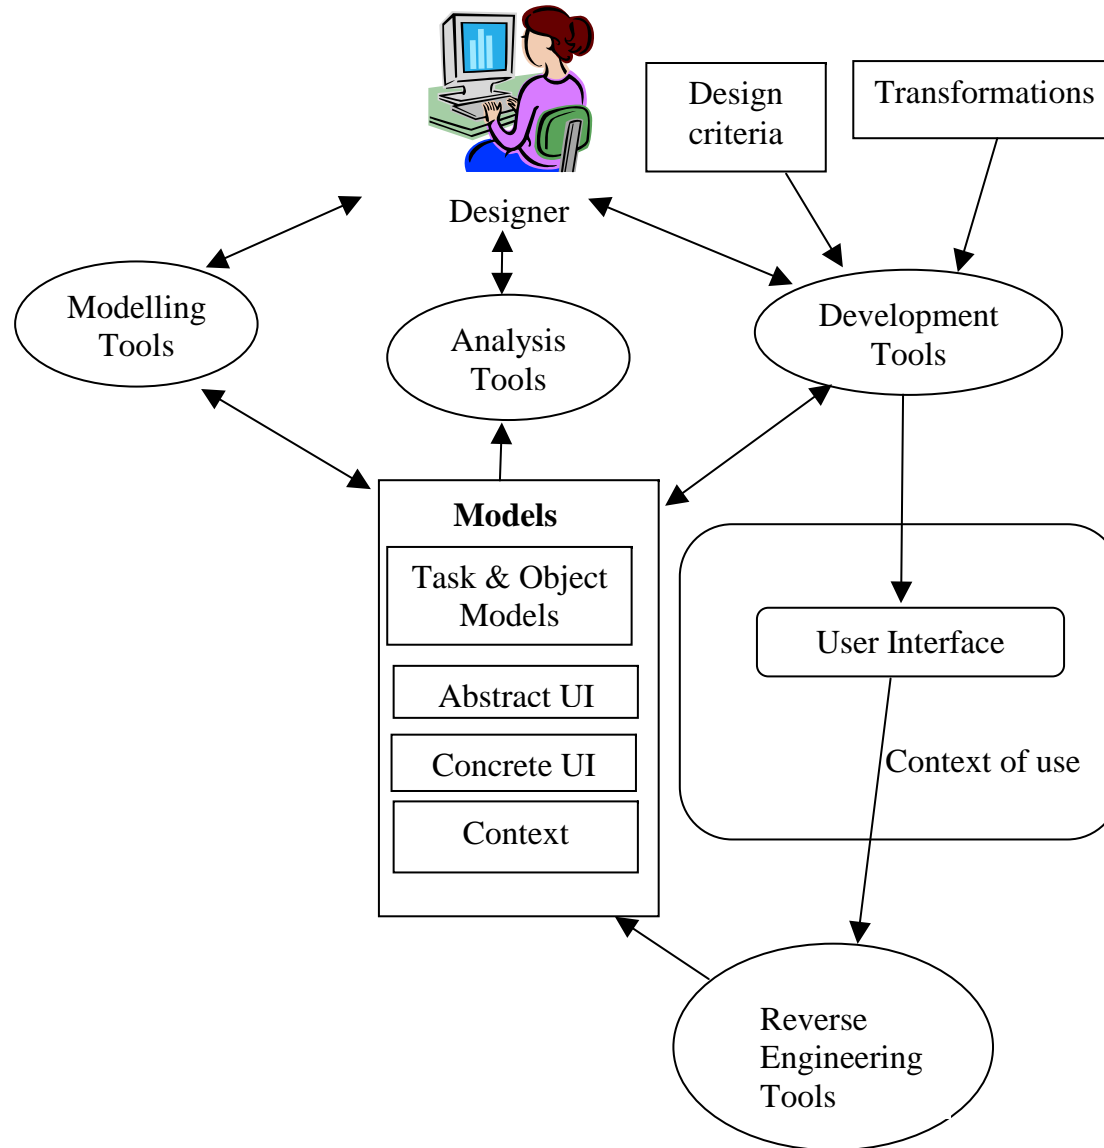 Design
criteria
Transformations
Designer
Modelling
Tools
Analysis
Tools
Development
Tools
Models
Task & Object
Models
Abstract UI
Concrete UI
Context
User Interface
Context of use
Reverse
Engineering
Tools